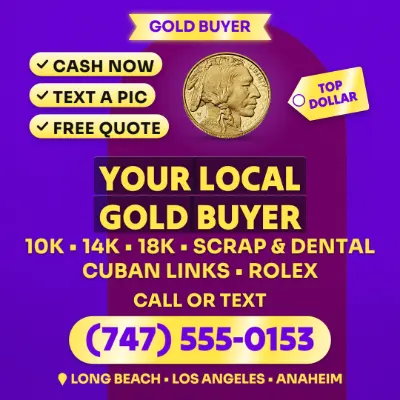 GOLD BUYER
✓ CASH NOW
✓ TEXT A PIC
✓ FREE QUOTE
TOP
DOLLAR
YOUR LOCAL
GOLD BUYER
10K ▪ 14K ▪ 18K ▪ SCRAP & DENTAL
CUBAN LINKS ▪ ROLEX
CALL OR TEXT
(747) 555-0153
LONG BEACH ▪ LOS ANGELES ▪ ANAHEIM